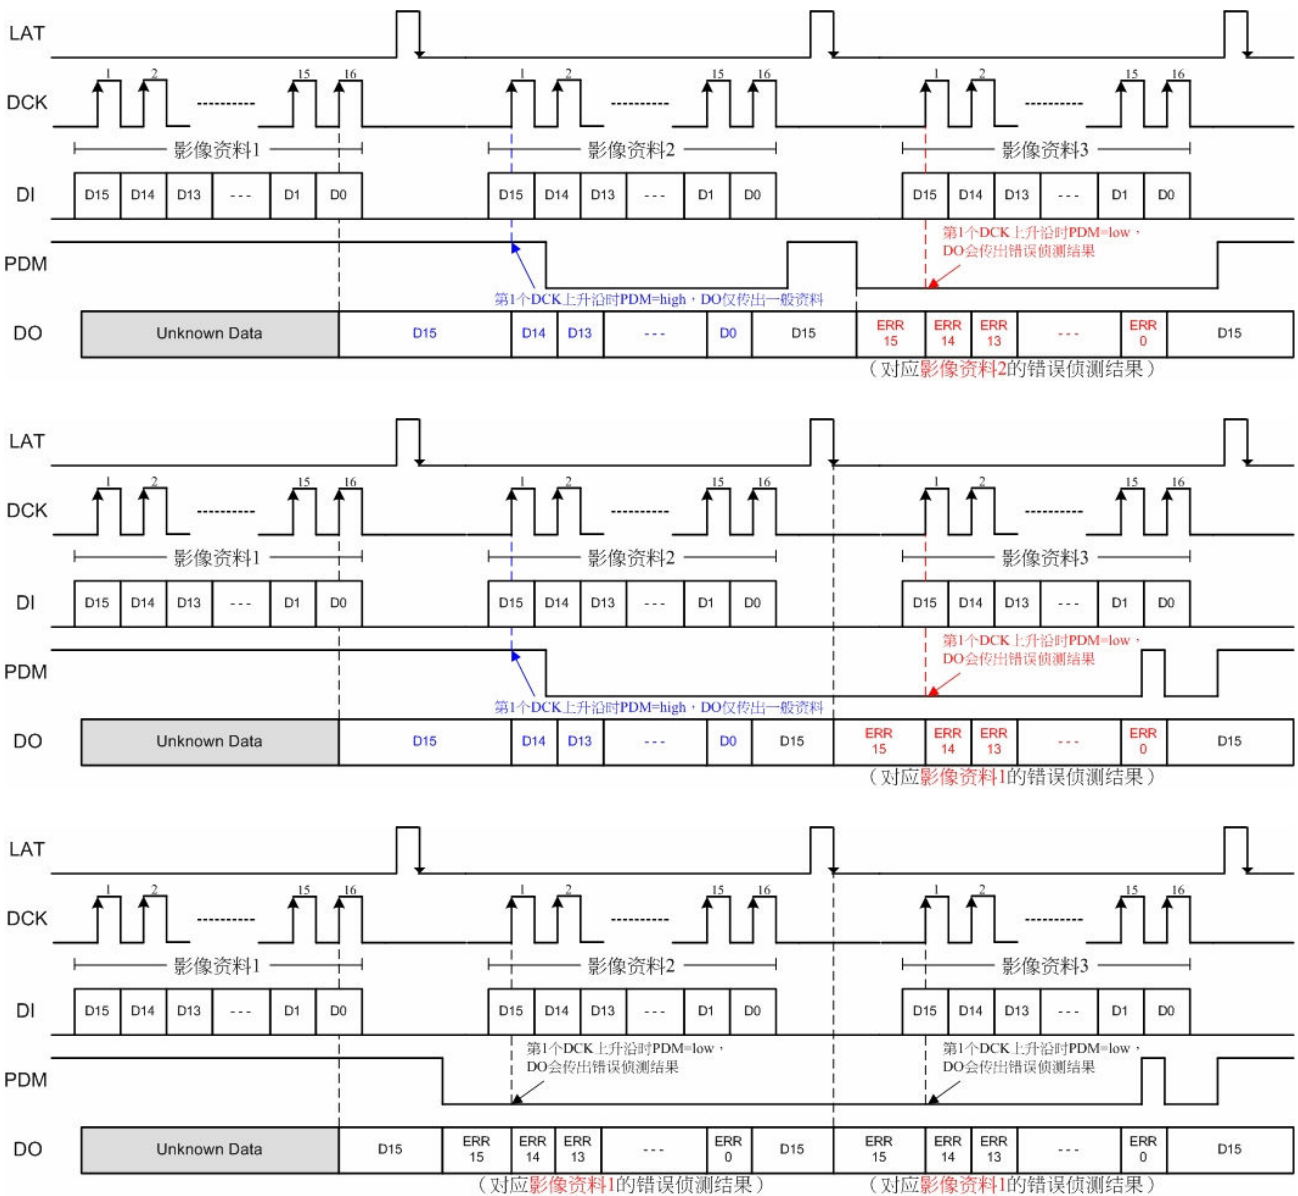 LAT
1 2 15 16 1 2 15 16 1 2 15 16
DCK
影像资料1 影像资料2 影像资料3
DI D15 D14 D13 --- D1 D0 D15 D14 D13 --- D1 D0 D15 D14 D13 --- D1 D0
第1个DCK上升沿时PDM=low，
DO会传出错误侦测结果
PDM
第1个DCK上升沿时PDM=high，DO仅传出一般资料
DO Unknown Data D15 D14 D13 --- D0 D15 ERR 15 ERR 14 ERR 13 --- ERR 0 D15
（对应影像资料2的错误侦测结果）
LAT
1 2 15 16 1 2 15 16 1 2 15 16
DCK
影像资料1 影像资料2 影像资料3
DI D15 D14 D13 --- D1 D0 D15 D14 D13 --- D1 D0 D15 D14 D13 --- D1 D0
第1个DCK上升沿时PDM=low，
DO会传出错误侦测结果
PDM
第1个DCK上升沿时PDM=high，DO仅传出一般资料
DO Unknown Data D15 D14 D13 --- D0 D15 ERR 15 ERR 14 ERR 13 --- ERR 0 D15
（对应影像资料1的错误侦测结果）
LAT
1 2 15 16 1 2 15 16 1 2 15 16
DCK
影像资料1 影像资料2 影像资料3
DI D15 D14 D13 --- D1 D0 D15 D14 D13 --- D1 D0 D15 D14 D13 --- D1 D0
第1个DCK上升沿时PDM=low， 第1个DCK上升沿时PDM=low，
DO会传出错误侦测结果 DO会传出错误侦测结果
PDM
DO Unknown Data D15 ERR 15 ERR 14 ERR 13 --- ERR 0 D15 ERR 15 ERR 14 ERR 13 --- ERR 0 D15
（对应影像资料1的错误侦测结果） （对应影像资料1的错误侦测结果）